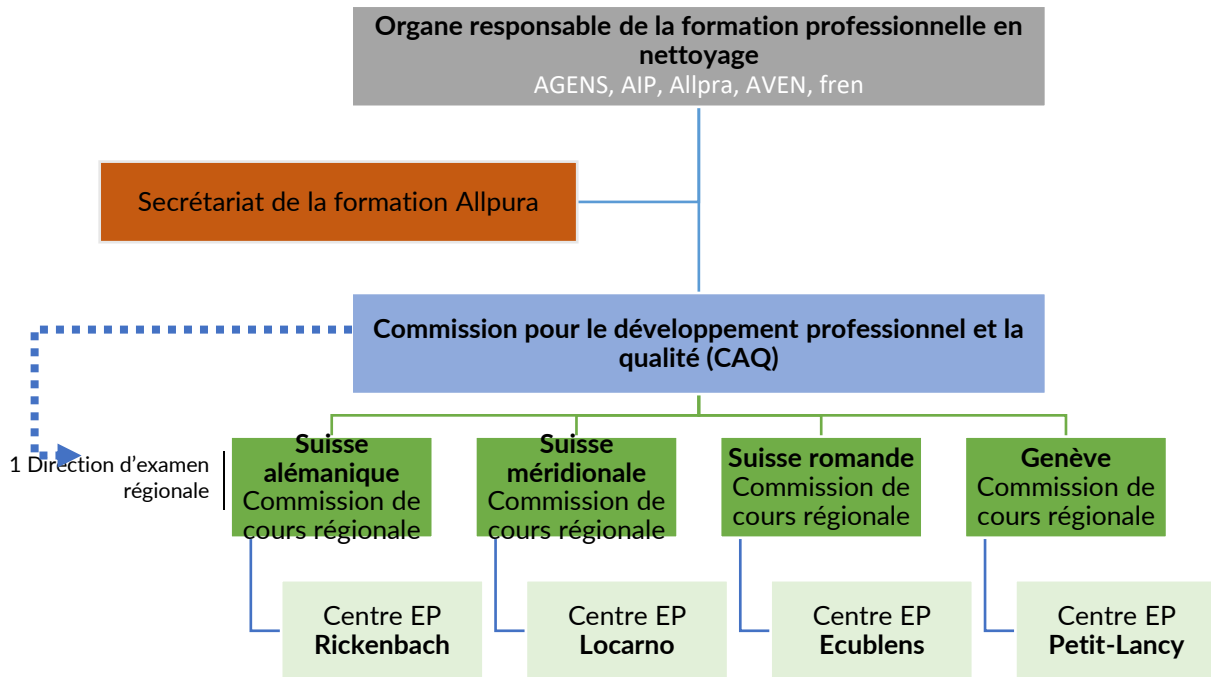 Organe responsable de la formation professionnelle en
nettoyage
AGENS, AIP, Allpra, AVEN, fren
Secrétariat de la formation Allpura
Commission pour le développement professionnel et la
qualité (CAQ)
1 Direction d’examen
régionale
Suisse
alémanique
Commission de
cours régionale
Suisse
méridionale
Commission de
cours régionale
Suisse romande
Commission de
cours régionale
Genève
Commission de
cours régionale
Centre EP
Rickenbach
Centre EP
Locarno
Centre EP
Ecublens
Centre EP
Petit-Lancy